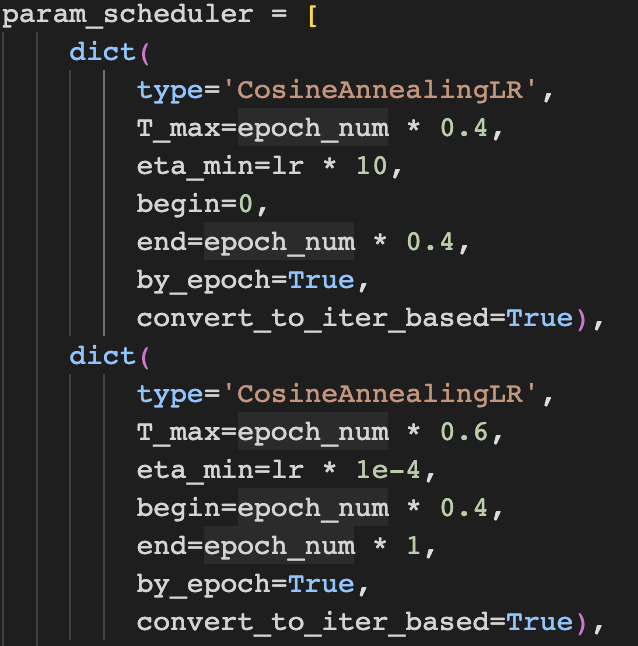 param_scheduler = [
    dict(
        type='CosineAnnealingLR',
        T_max=epoch_num * 0.4,
        eta_min=lr * 10,
        begin=0,
        end=epoch_num * 0.4,
        by_epoch=True,
        convert_to_iter_based=True),
    dict(
        type='CosineAnnealingLR',
        T_max=epoch_num * 0.6,
        eta_min=lr * 1e-4,
        begin=epoch_num * 0.4,
        end=epoch_num * 1,
        by_epoch=True,
        convert_to_iter_based=True),